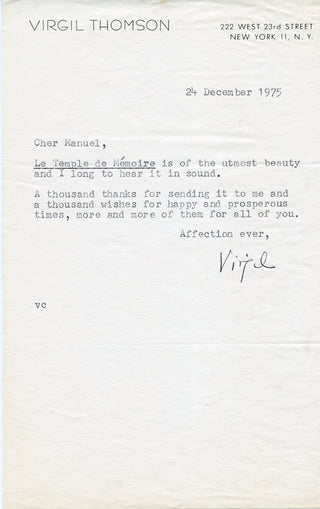 VIRGIL THOMSON
222 WEST 23rd STREET
NEW YORK 11, N. Y.
24 December 1975
Cher Manuel,
Le Temple de Mémoire is of the utmost beauty
and I long to hear it in sound.
A thousand thanks for sending it to me and
a thousand wishes for happy and prosperous
times, more and more of them for all of you.
Affection ever,
Virgil
vc